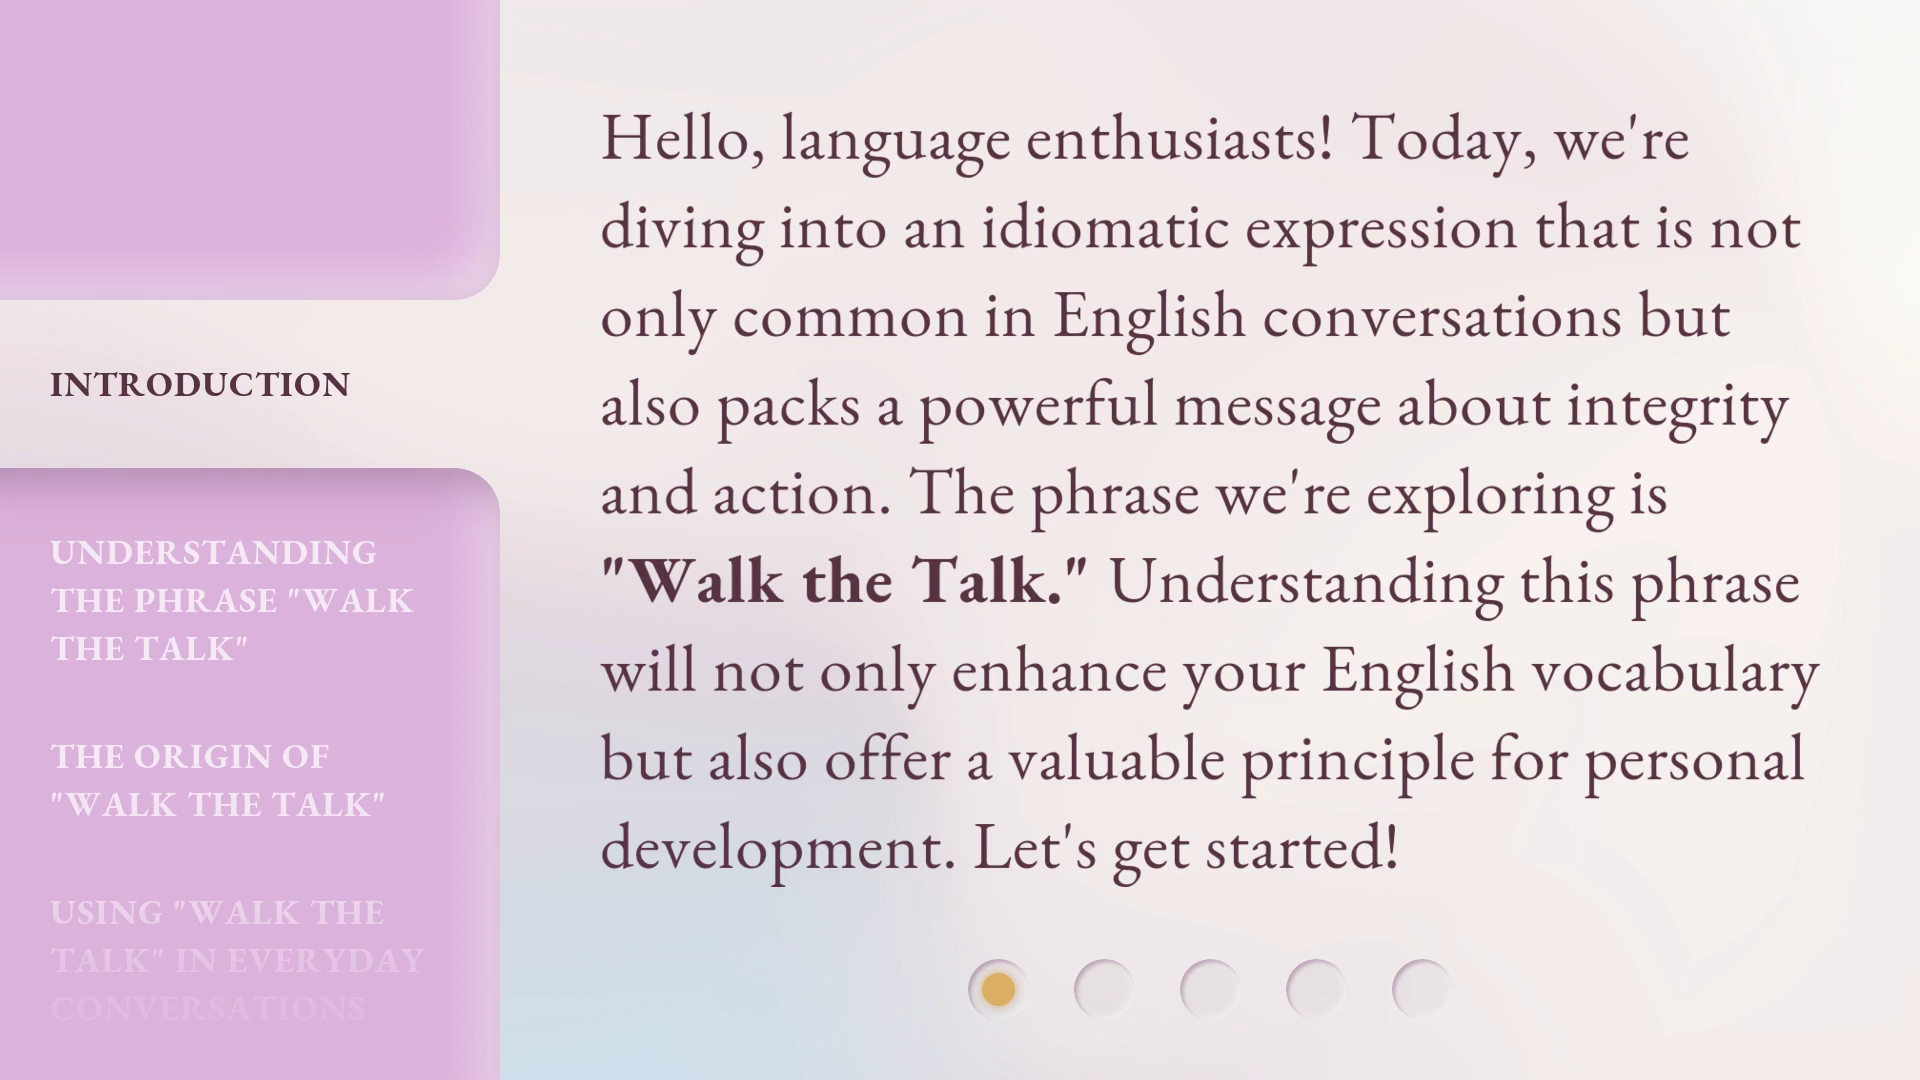 INTRODUCTION
UNDERSTANDING
THE PHRASE "WALK
THE TALK"
THE ORIGIN OF
"WALK THE TALK"
USING "WALK THE
TALK" IN EVERYDAY
CONVERSATIONS
Hello, language enthusiasts! Today, we're
diving into an idiomatic expression that is not
only common in English conversations but
also packs a powerful message about integrity
and action. The phrase we're exploring is
"Walk the Talk." Understanding this phrase
will not only enhance your English vocabulary
but also offer a valuable principle for personal
development. Let's get started!